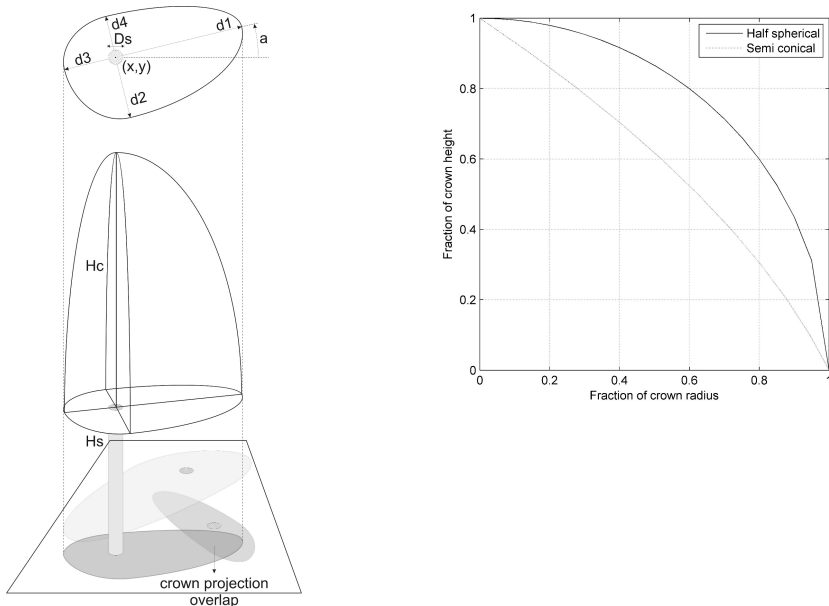 d4
d1
Ds
a
d3
(x,y)
d2
Hc
Hs
crown projection
overlap
Half spherical
Semi conical
1
0.8
0.6
0.4
0.2
0
0
0.2
0.4
0.6
0.8
1
Fraction of crown height
Fraction of crown radius